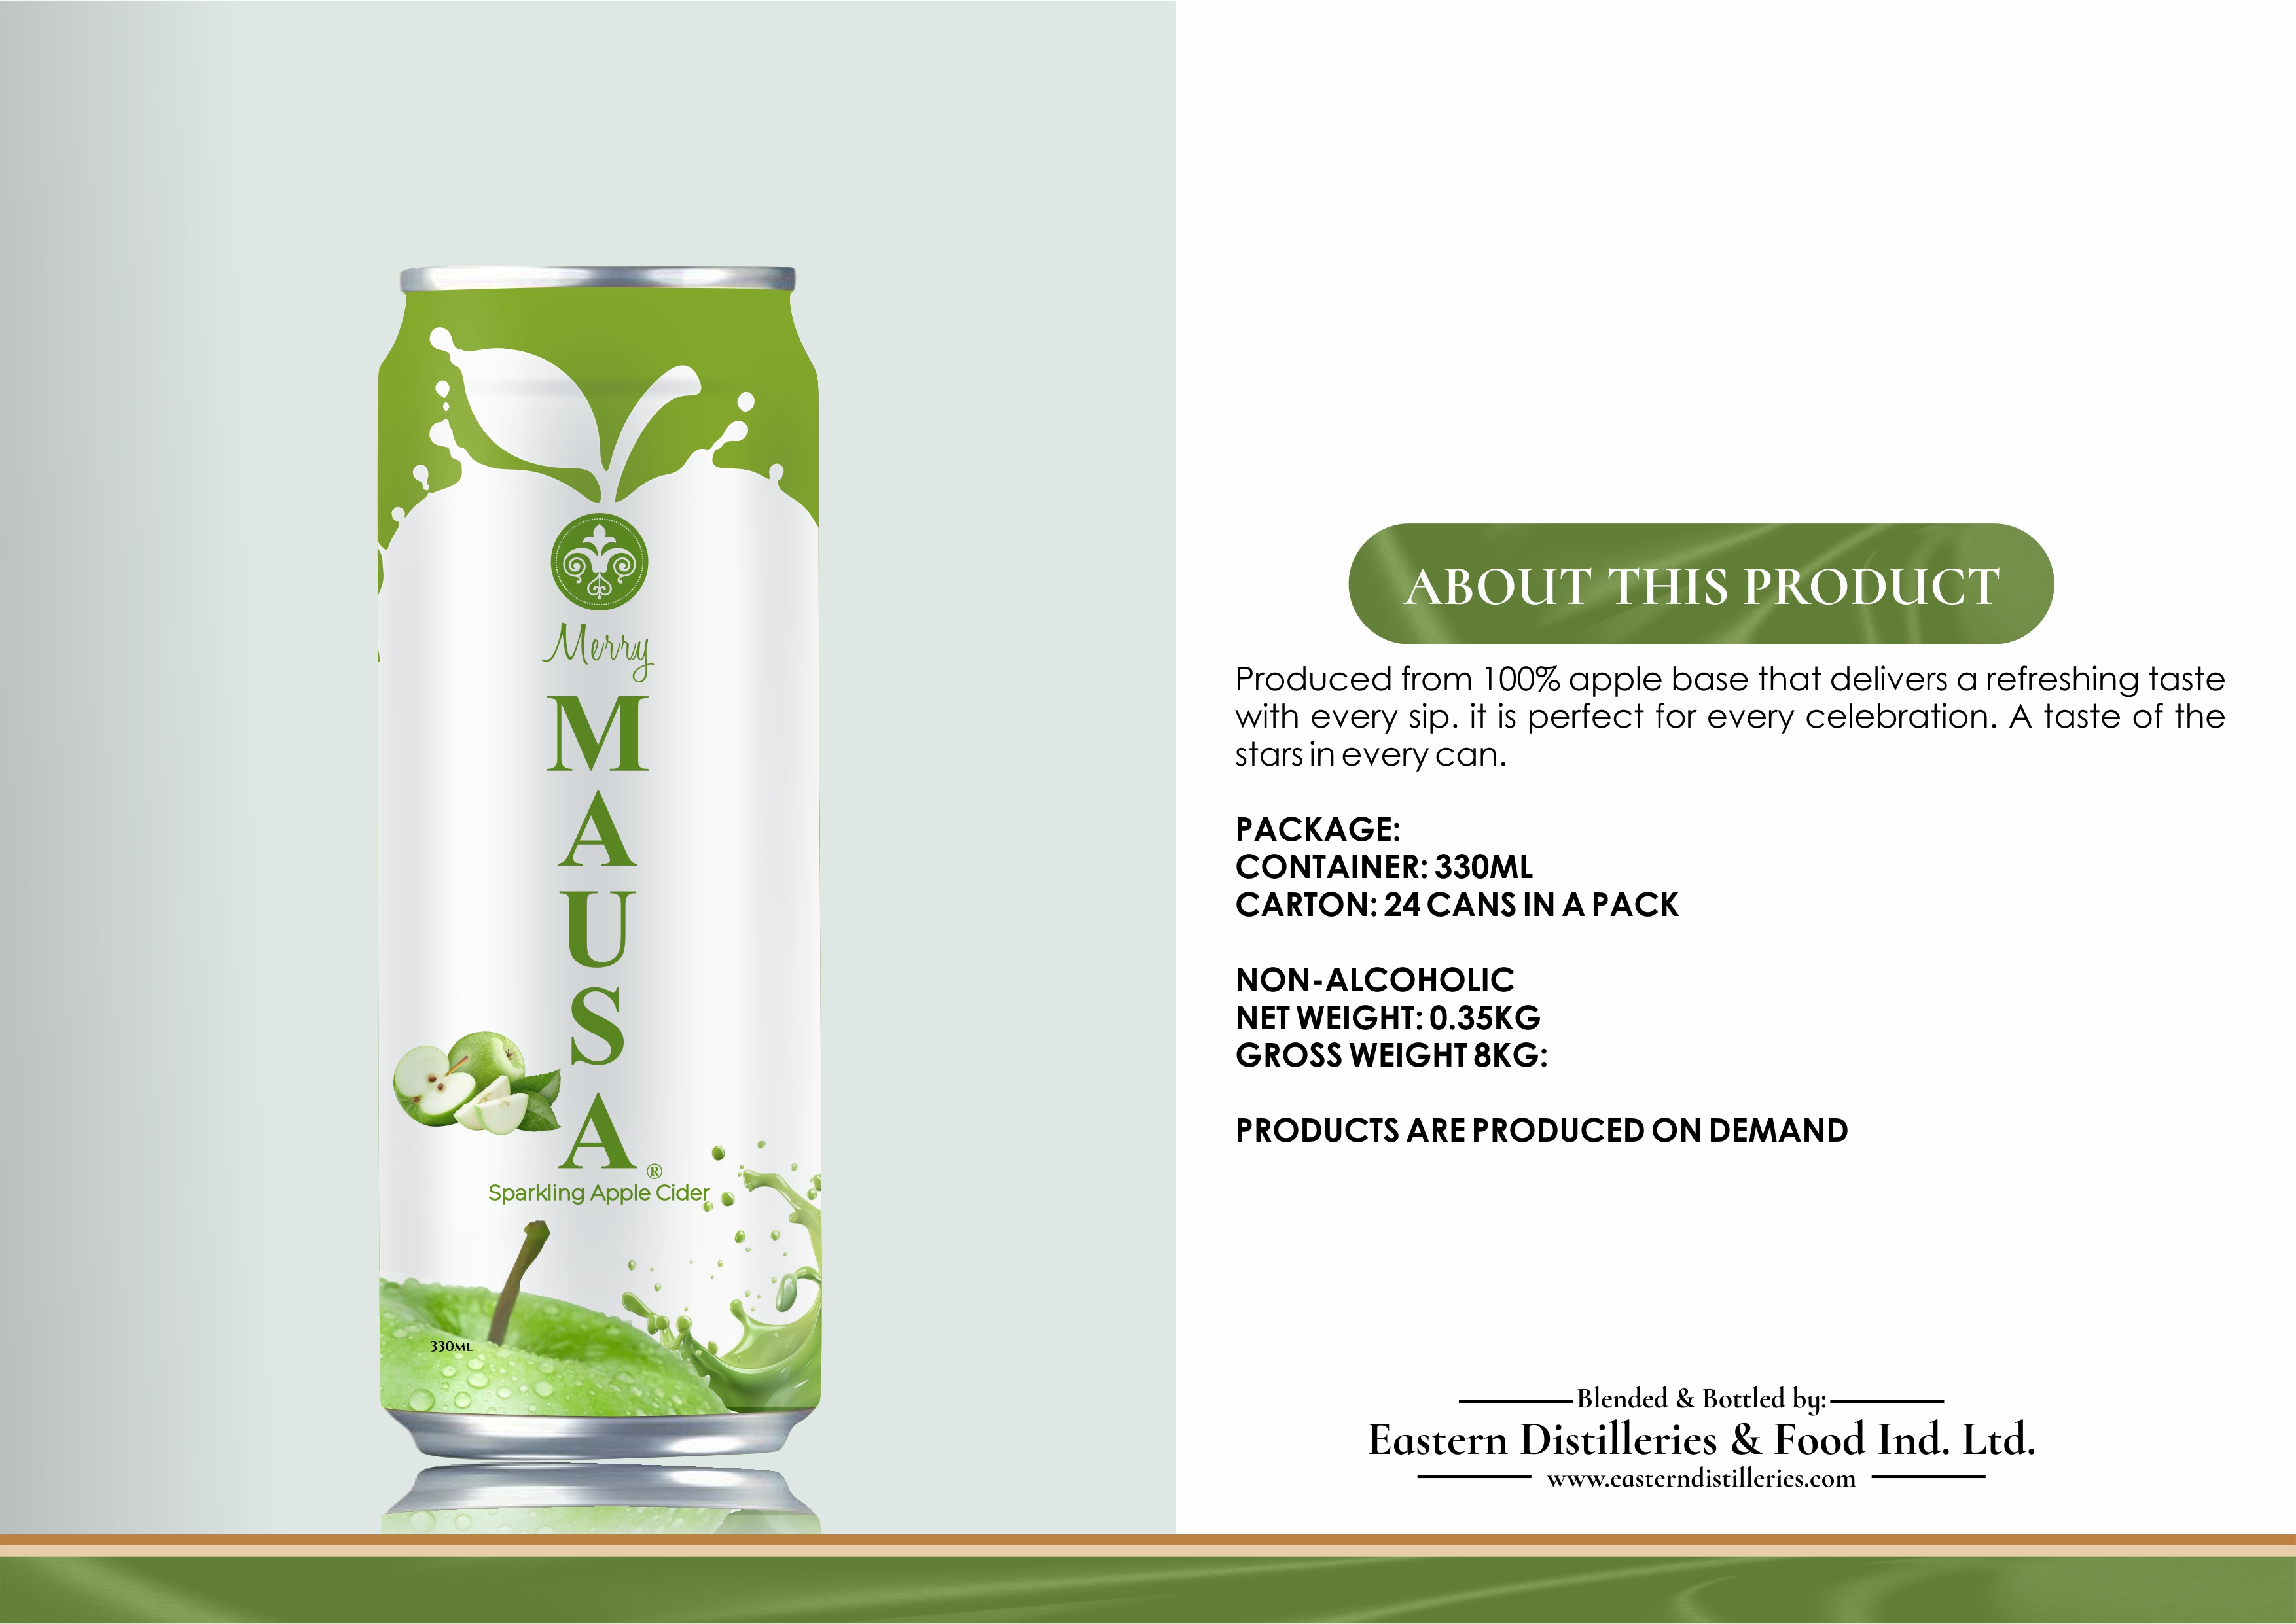 Merry
MAUSA®
Sparkling Apple Cider
330ML
ABOUT THIS PRODUCT
Produced from 100% apple base that delivers a refreshing taste
with every sip. it is perfect for every celebration. A taste of the
stars in every can.
PACKAGE:
CONTAINER: 330ML
CARTON: 24 CANS IN A PACK
NON-ALCOHOLIC
NET WEIGHT: 0.35KG
GROSS WEIGHT 8KG:
PRODUCTS ARE PRODUCED ON DEMAND
Blended & Bottled by:
Eastern Distilleries & Food Ind. Ltd.
www.easterndistilleries.com